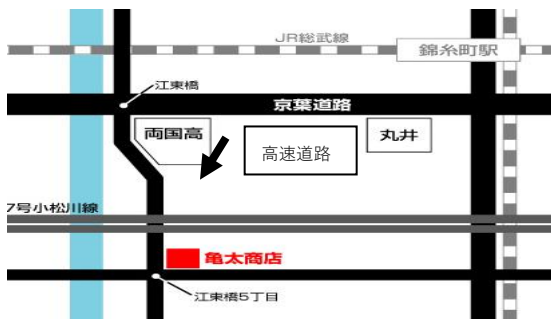 JR総武線
錦糸町駅
江東橋
京葉道路
両国高
高速道路
丸井
7号小松川線
亀太商店
江東橋5丁目